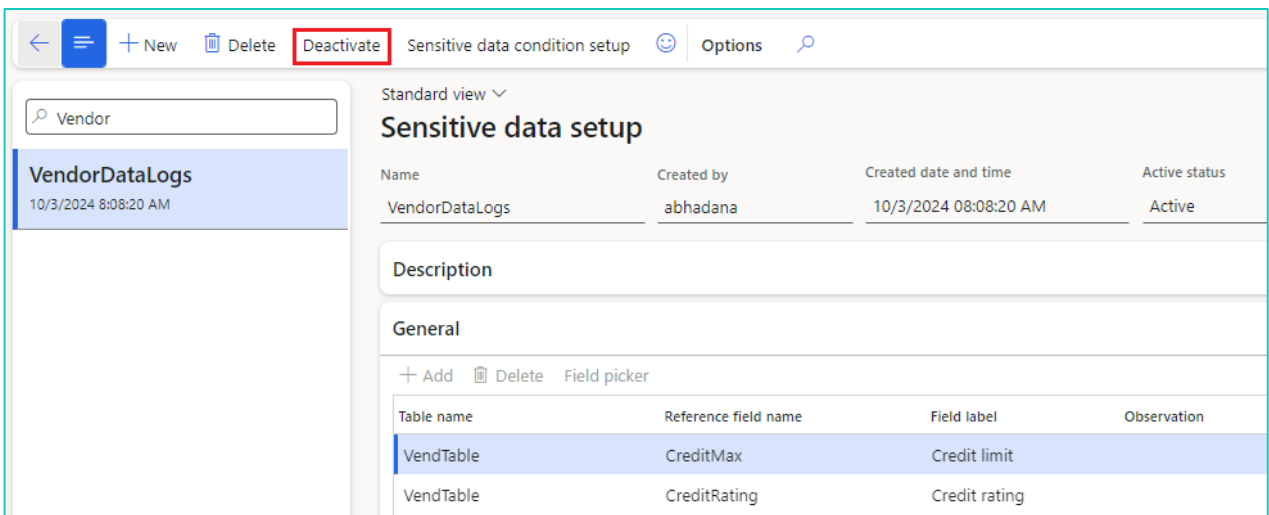 New Delete Deactivate Sensitive data condition setup Options
Vendor
VendorDataLogs
10/3/2024 8:08:20 AM
Standard view
Sensitive data setup
Name Created by Created date and time Active status
VendorDataLogs abhadana 10/3/2024 08:08:20 AM Active
Description
General
Add Delete Field picker
Table name Reference field name Field label Observation
VendTable CreditMax Credit limit
VendTable CreditRating Credit rating